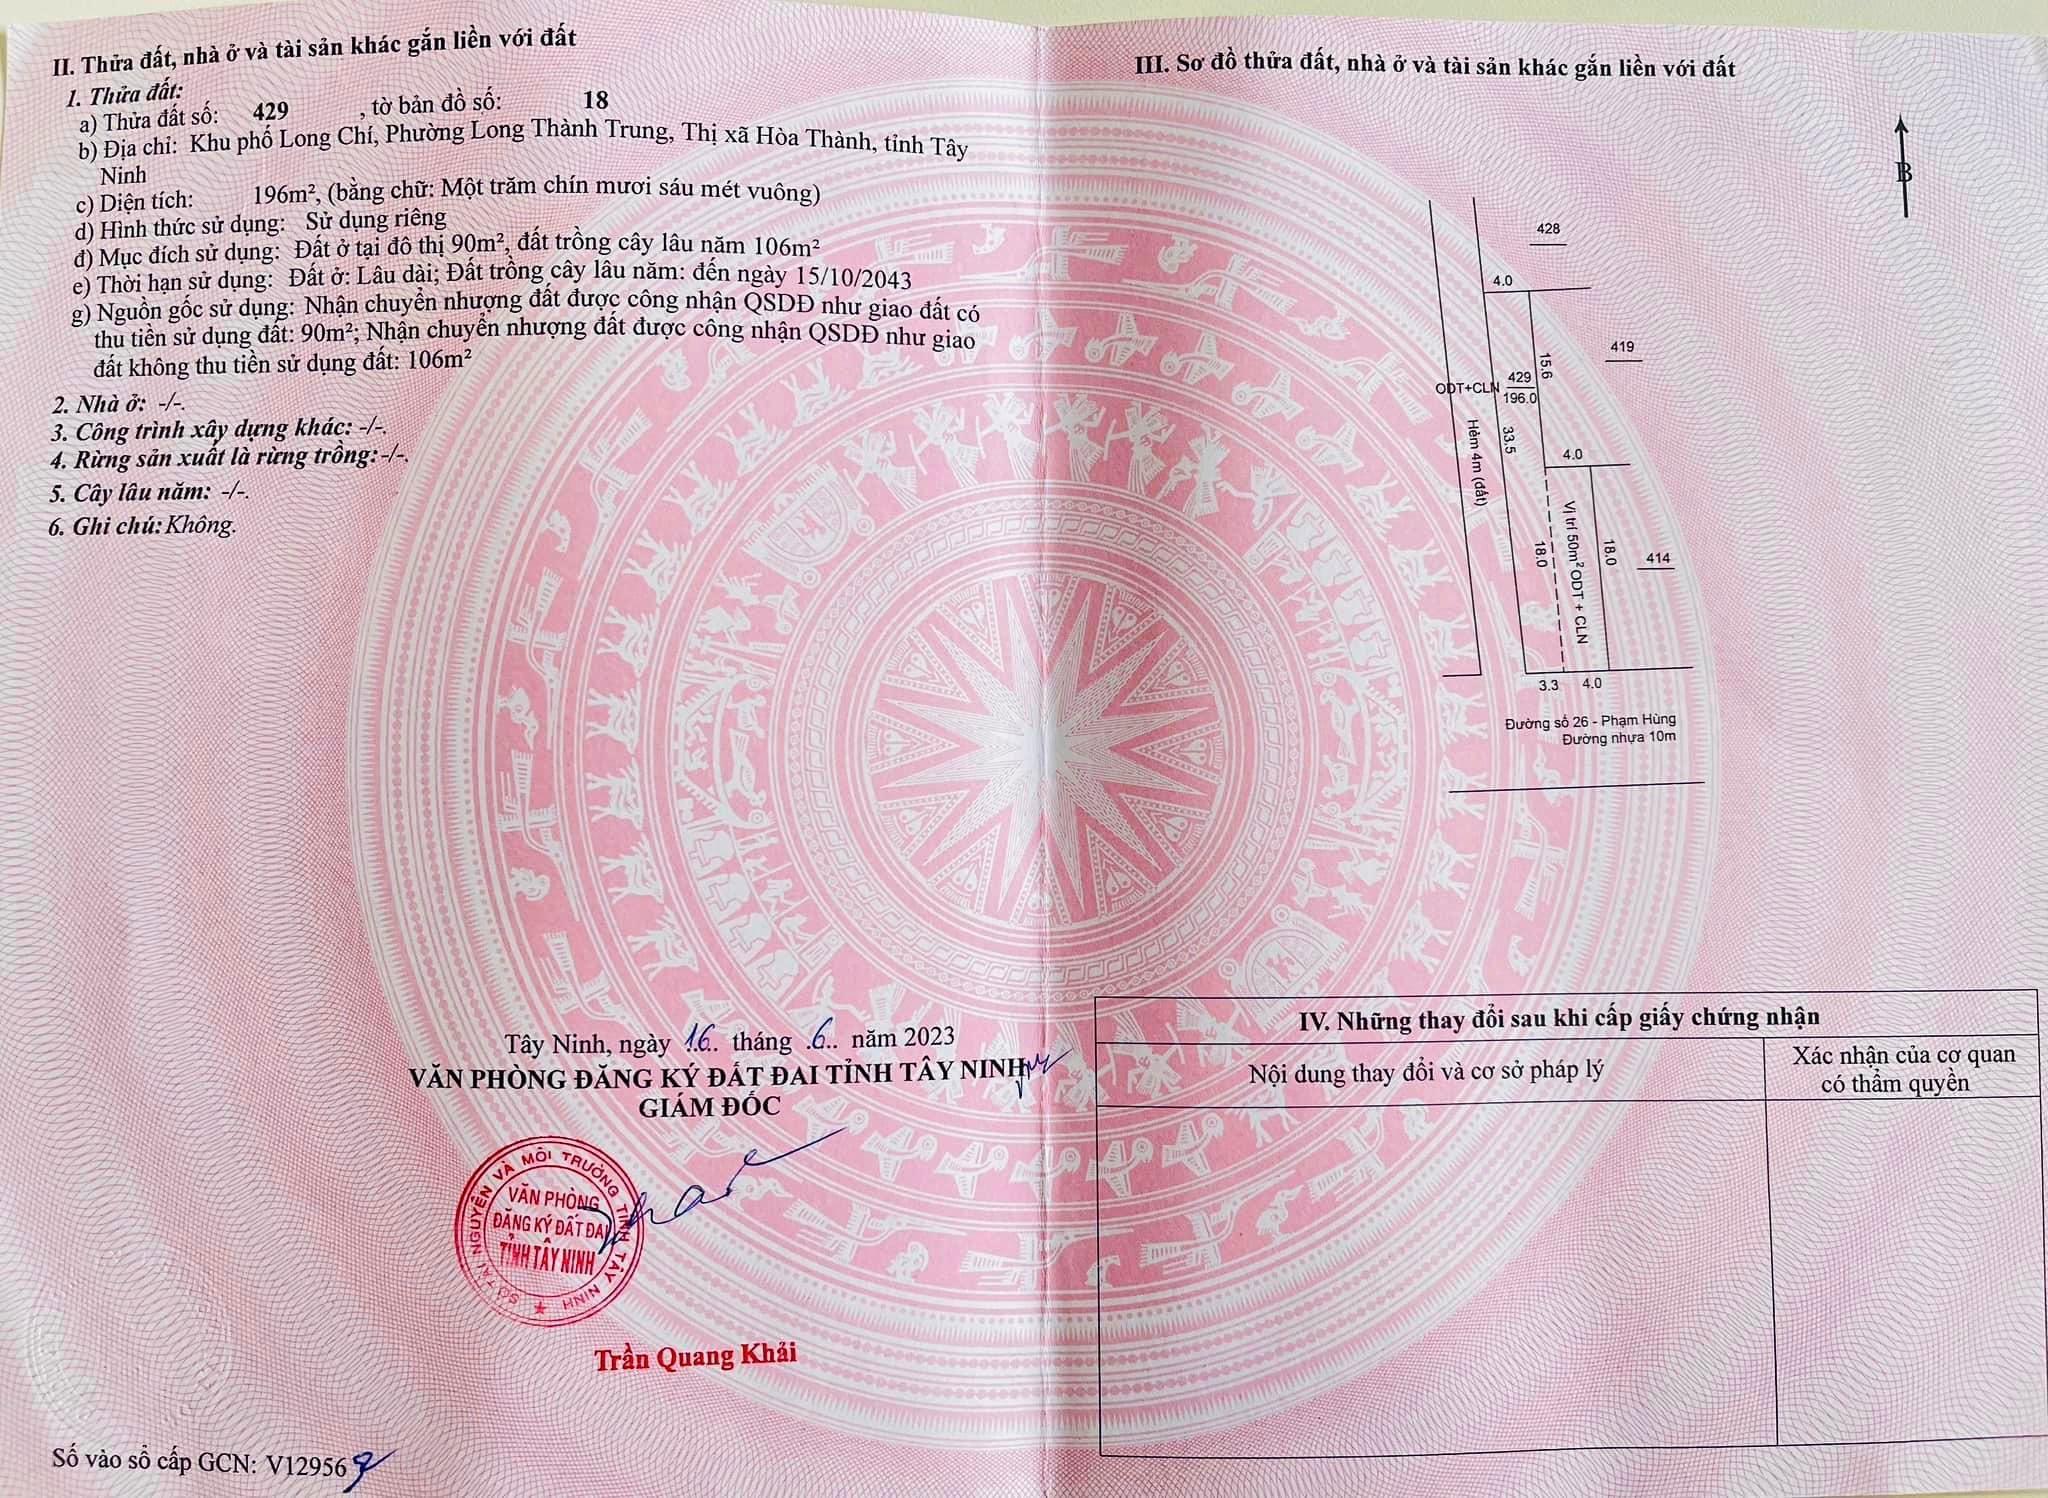 II. Thửa đất, nhà ở và tài sản khác gắn liền với đất
1. Thửa đất:
a) Thửa đất số: 429 , tờ bản đồ số: 18
b) Địa chỉ: Khu phố Long Chí, Phường Long Thành Trung, Thị xã Hòa Thành, tỉnh Tây
Ninh
c) Diện tích: 196m², (bằng chữ: Một trăm chín mươi sáu mét vuông)
d) Hình thức sử dụng: Sử dụng riêng
đ) Mục đích sử dụng: Đất ở tại đô thị 90m², đất trồng cây lâu năm 106m²
e) Thời hạn sử dụng: Đất ở: Lâu dài; Đất trồng cây lâu năm: đến ngày 15/10/2043
g) Nguồn gốc sử dụng: Nhận chuyển nhượng đất được công nhận QSDĐ như giao đất có
thu tiền sử dụng đất: 90m²; Nhận chuyển nhượng đất được công nhận QSDĐ như giao
đất không thu tiền sử dụng đất: 106m²
2. Nhà ở: -/-.
3. Công trình xây dựng khác: -/-.
4. Rừng sản xuất là rừng trồng: -/-.
5. Cây lâu năm: -/-.
6. Ghi chú: Không.
Tây Ninh, ngày 16 tháng 6 năm 2023
VĂN PHÒNG ĐĂNG KÝ ĐẤT ĐAI TỈNH TÂY NINH
GIÁM ĐỐC
SỞ TÀI NGUYÊN VÀ MÔI TRƯỜNG TỈNH TÂY NINH
VĂN PHÒNG
ĐĂNG KÝ ĐẤT ĐAI
TỈNH TÂY NINH
Trần Quang Khải
Số vào sổ cấp GCN: V12956
III. Sơ đồ thửa đất, nhà ở và tài sản khác gắn liền với đất
B
428
4.0
419
15.6
ODT+CLN
429
196.0
33.5
Hẻm 4m (đất)
4.0
Vị trí 50m² ODT + CLN
18.0
18.0
414
3.3
4.0
Đường số 26 - Phạm Hùng
Đường nhựa 10m
IV. Những thay đổi sau khi cấp giấy chứng nhận
Nội dung thay đổi và cơ sở pháp lý
Xác nhận của cơ quan
có thẩm quyền